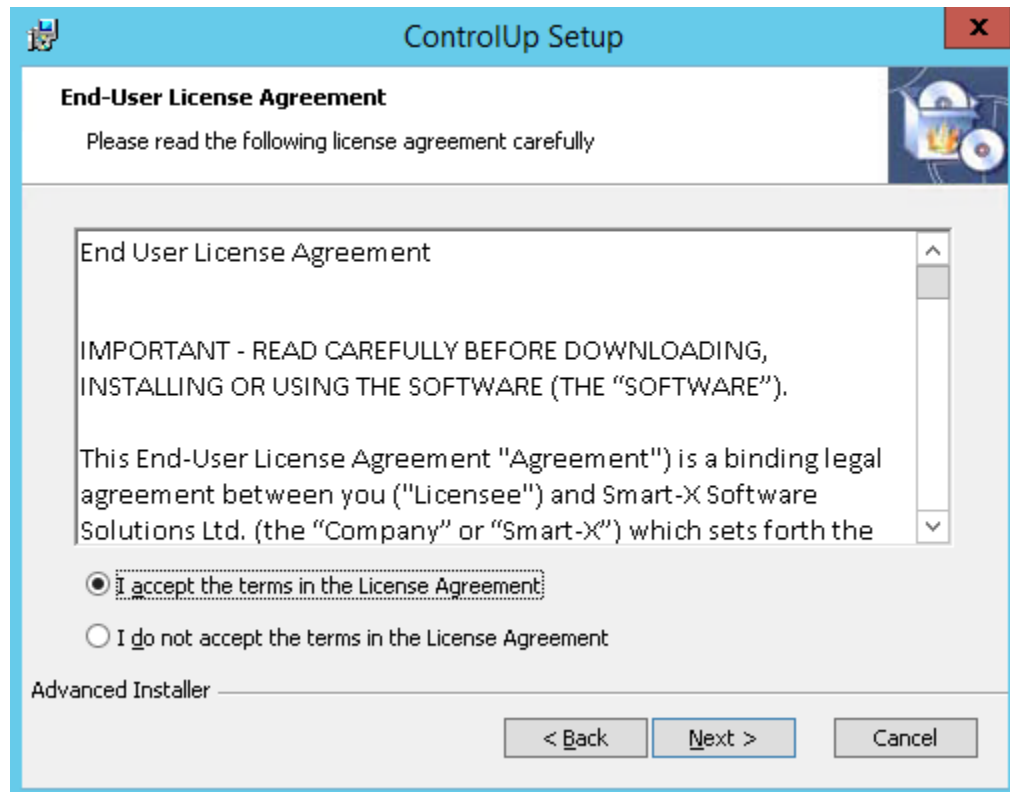 ControlUp Setup
x
End-User License Agreement
Please read the following license agreement carefully
End User License Agreement
IMPORTANT - READ CAREFULLY BEFORE DOWNLOADING,
INSTALLING OR USING THE SOFTWARE (THE “SOFTWARE”).
This End-User License Agreement "Agreement") is a binding legal
agreement between you ("Licensee") and Smart-X Software
Solutions Ltd. (the “Company” or “Smart-X”) which sets forth the
I accept the terms in the License Agreement
I do not accept the terms in the License Agreement
Advanced Installer
< Back Next > Cancel